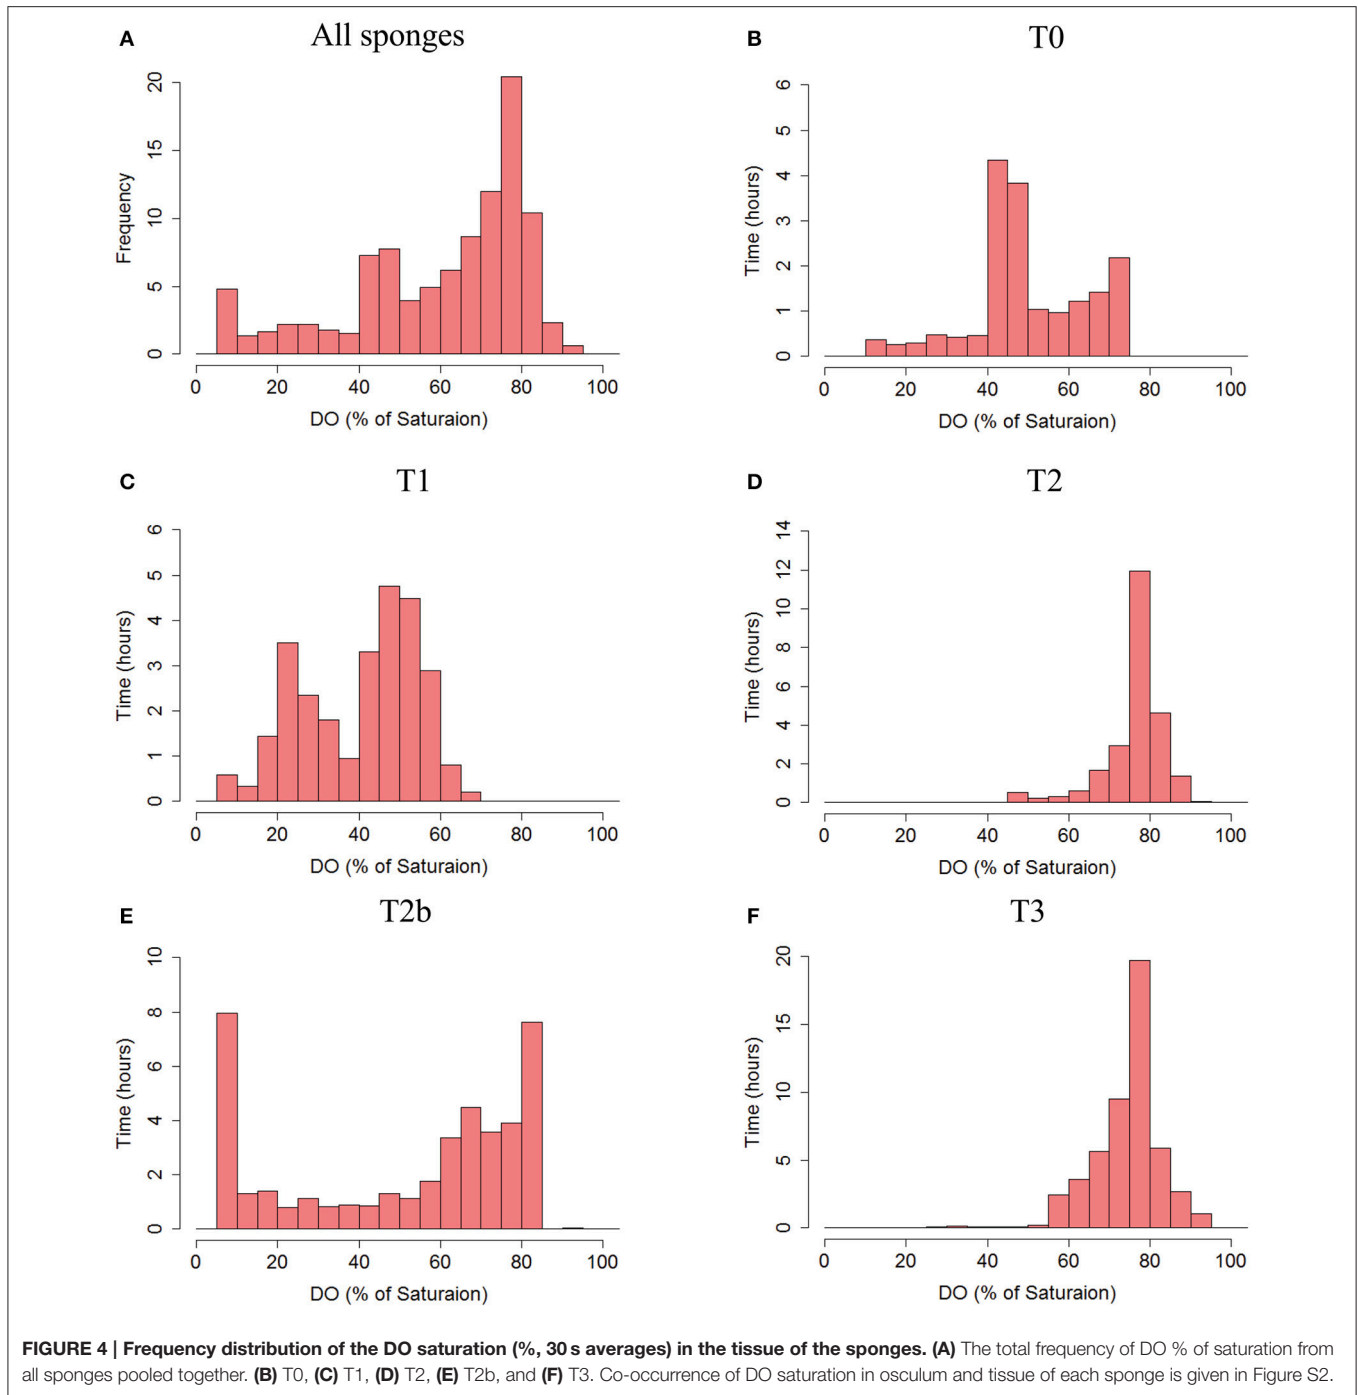 A All sponges
20
15
10
5
0
Frequency
0 20 40 60 80 100
DO (% of Saturaion)
B T0
6
5
4
3
2
1
0
Time (hours)
0 20 40 60 80 100
DO (% of Saturaion)
C T1
6
5
4
3
2
1
0
Time (hours)
0 20 40 60 80 100
DO (% of Saturaion)
D T2
14
12
10
8
6
4
2
0
Time (hours)
0 20 40 60 80 100
DO (% of Saturaion)
E T2b
10
8
6
4
2
0
Time (hours)
0 20 40 60 80 100
DO (% of Saturaion)
F T3
20
15
10
5
0
Time (hours)
0 20 40 60 80 100
DO (% of Saturaion)
FIGURE 4 | Frequency distribution of the DO saturation (%, 30 s averages) in the tissue of the sponges. (A) The total frequency of DO % of saturation from
all sponges pooled together. (B) T0, (C) T1, (D) T2, (E) T2b, and (F) T3. Co-occurrence of DO saturation in osculum and tissue of each sponge is given in Figure S2.